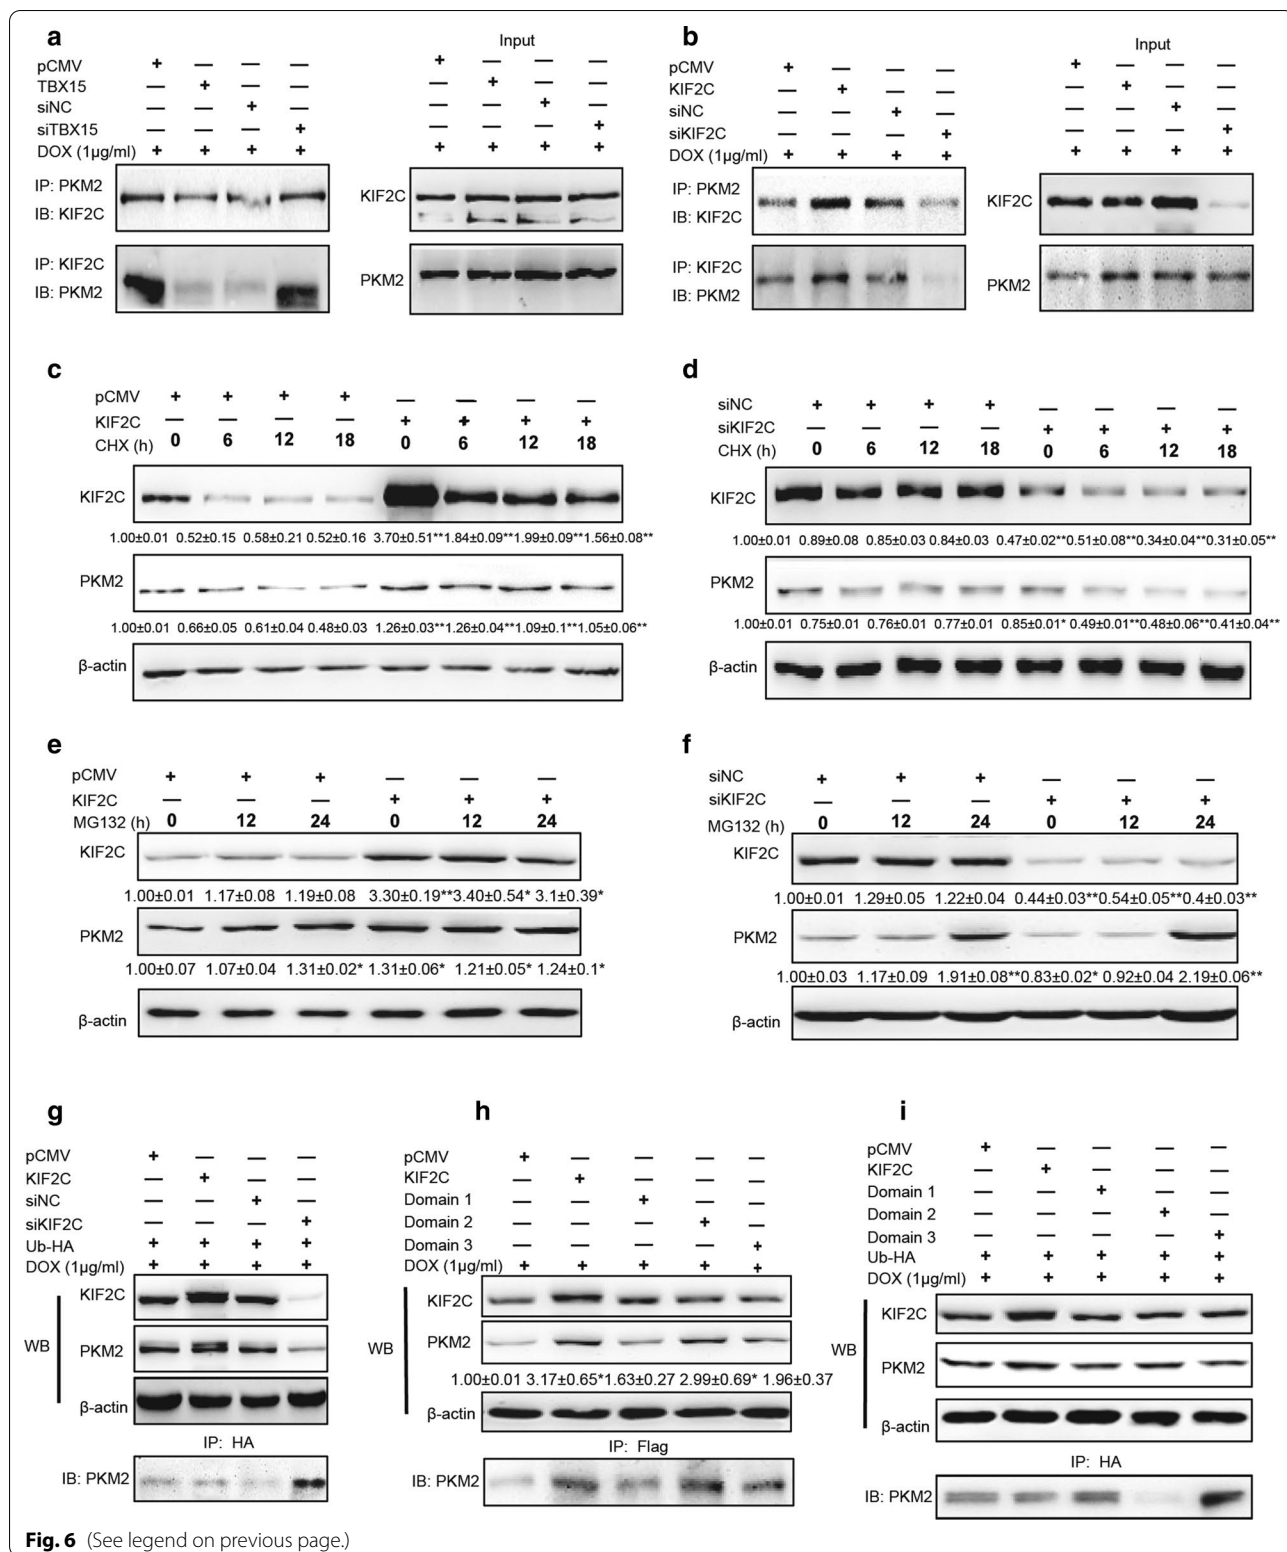 a
Input
pCMV + — — — + — — —
TBX15 — + — — — + — —
siNC — — + — — — + —
siTBX15 — — — + — — — +
DOX (1µg/ml) + + + + + + + +
IP: PKM2
IB: KIF2C
KIF2C
IP: KIF2C
IB: PKM2
PKM2
b
Input
pCMV + — — — + — — —
KIF2C — + — — — + — —
siNC — — + — — — + —
siKIF2C — — — + — — — +
DOX (1µg/ml) + + + + + + + +
IP: PKM2
IB: KIF2C
KIF2C
IP: KIF2C
IB: PKM2
PKM2
c
pCMV + + + + — — — —
KIF2C — — — — + + + +
CHX (h) 0 6 12 18 0 6 12 18
KIF2C
1.00±0.01 0.52±0.15 0.58±0.21 0.52±0.16 3.70±0.51** 1.84±0.09** 1.99±0.09** 1.56±0.08**
PKM2
1.00±0.01 0.66±0.05 0.61±0.04 0.48±0.03 1.26±0.03** 1.26±0.04** 1.09±0.1** 1.05±0.06**
β-actin
d
siNC + + + + — — — —
siKIF2C — — — — + + + +
CHX (h) 0 6 12 18 0 6 12 18
KIF2C
1.00±0.01 0.89±0.08 0.85±0.03 0.84±0.03 0.47±0.02** 0.51±0.08** 0.34±0.04** 0.31±0.05**
PKM2
1.00±0.01 0.75±0.01 0.76±0.01 0.77±0.01 0.85±0.01* 0.49±0.01** 0.48±0.06** 0.41±0.04**
β-actin
e
pCMV + + + — — —
KIF2C — — — + + +
MG132 (h) 0 12 24 0 12 24
KIF2C
1.00±0.01 1.17±0.08 1.19±0.08 3.30±0.19** 3.40±0.54* 3.1±0.39*
PKM2
1.00±0.07 1.07±0.04 1.31±0.02* 1.31±0.06* 1.21±0.05* 1.24±0.1*
β-actin
f
siNC + + + — — —
siKIF2C — — — + + +
MG132 (h) 0 12 24 0 12 24
KIF2C
1.00±0.01 1.29±0.05 1.22±0.04 0.44±0.03** 0.54±0.05** 0.4±0.03**
PKM2
1.00±0.03 1.17±0.09 1.91±0.08** 0.83±0.02* 0.92±0.04 2.19±0.06**
β-actin
g
pCMV + — — —
KIF2C — + — —
siNC — — + —
siKIF2C — — — +
Ub-HA + + + +
DOX (1µg/ml) + + + +
KIF2C
WB PKM2
β-actin
IP: HA
IB: PKM2
h
pCMV + — — — —
KIF2C — + — — —
Domain 1 — — + — —
Domain 2 — — — + —
Domain 3 — — — — +
DOX (1µg/ml) + + + + +
KIF2C
WB PKM2
1.00±0.01 3.17±0.65* 1.63±0.27 2.99±0.69* 1.96±0.37
β-actin
IP: Flag
IB: PKM2
i
pCMV + — — — —
KIF2C — + — — —
Domain 1 — — + — —
Domain 2 — — — + —
Domain 3 — — — — +
Ub-HA + + + + +
DOX (1µg/ml) + + + + +
KIF2C
WB PKM2
β-actin
IP: HA
IB: PKM2
Fig. 6 (See legend on previous page.)